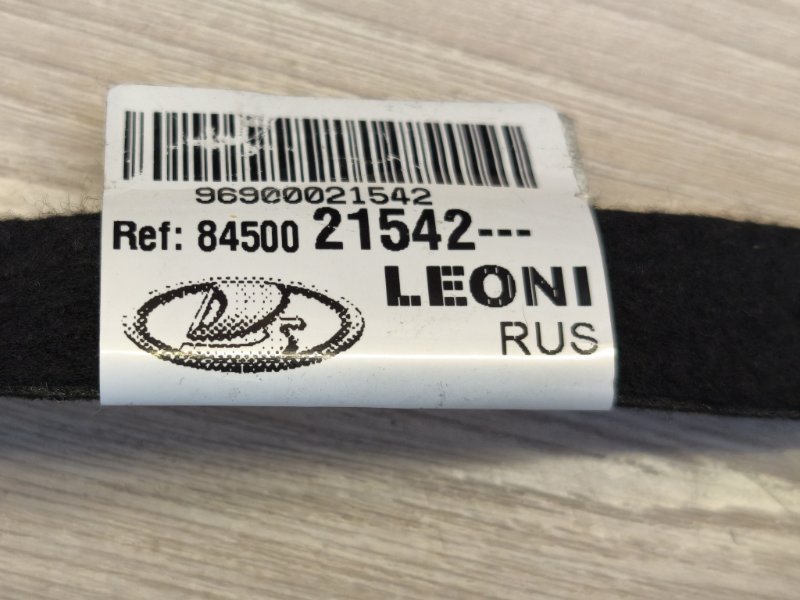 96900021542
Ref: 84500 21542---
LEONI
RUS